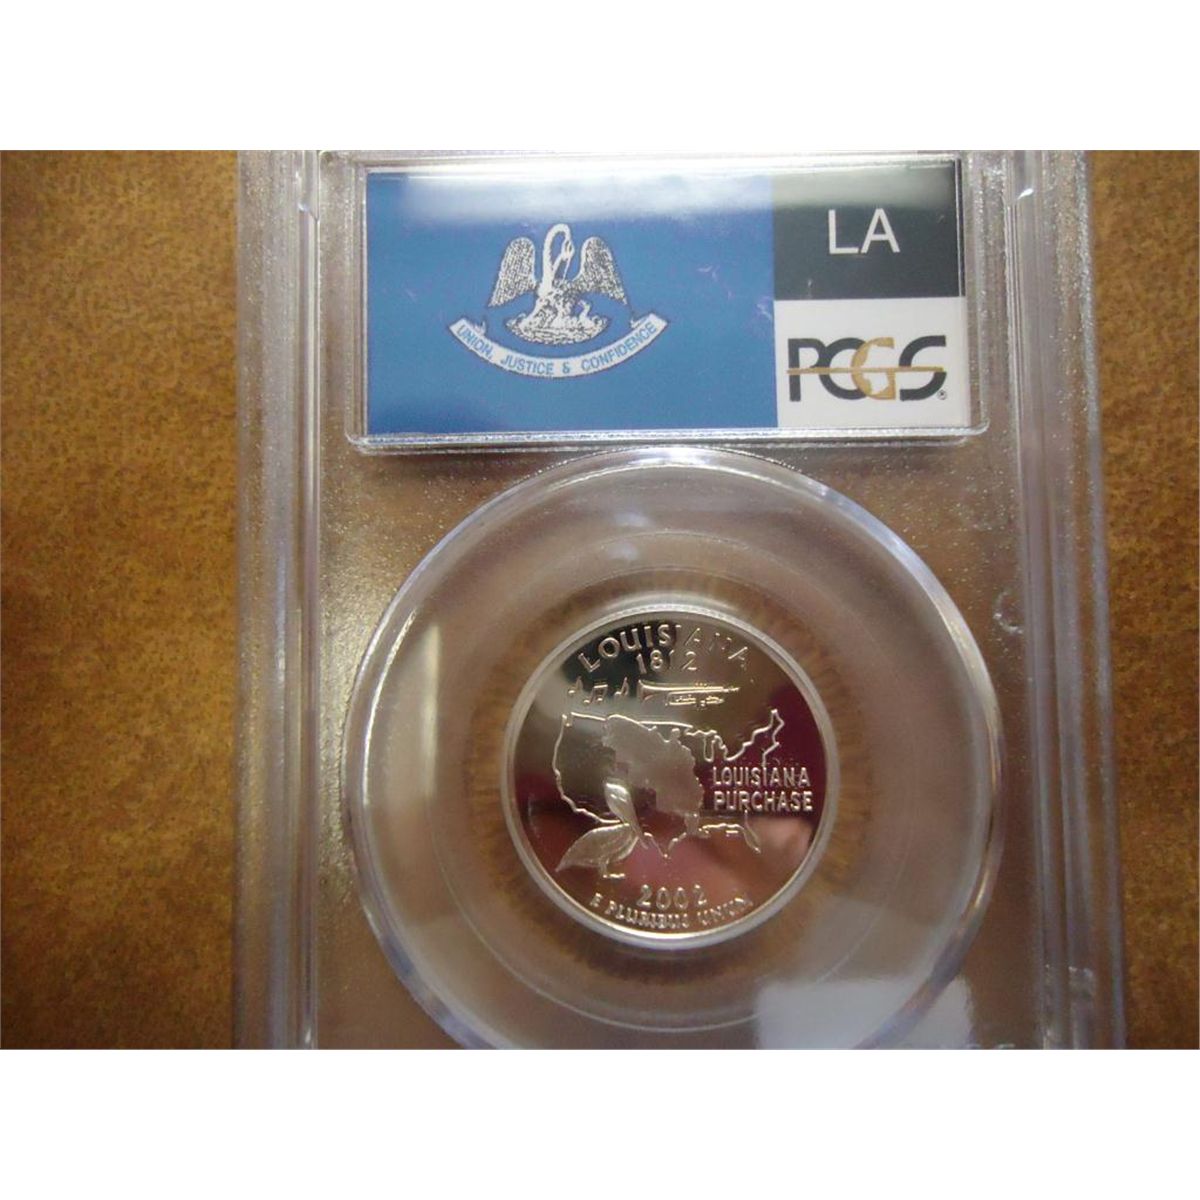 LA
UNION, JUSTICE & CONFIDENCE
PCGS
LOUISIANA
1812
LOUISIANA
PURCHASE
2002
E PLURIBUS UNUM